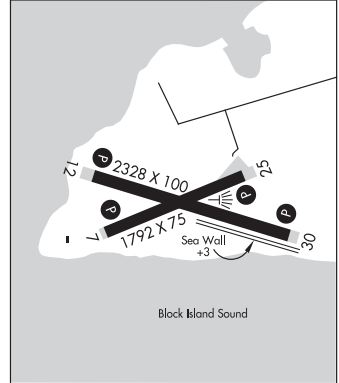 P
12
2328 X 100
25
P
P
P
7
1792 X 75
30
Sea Wall
+3
Block Island Sound